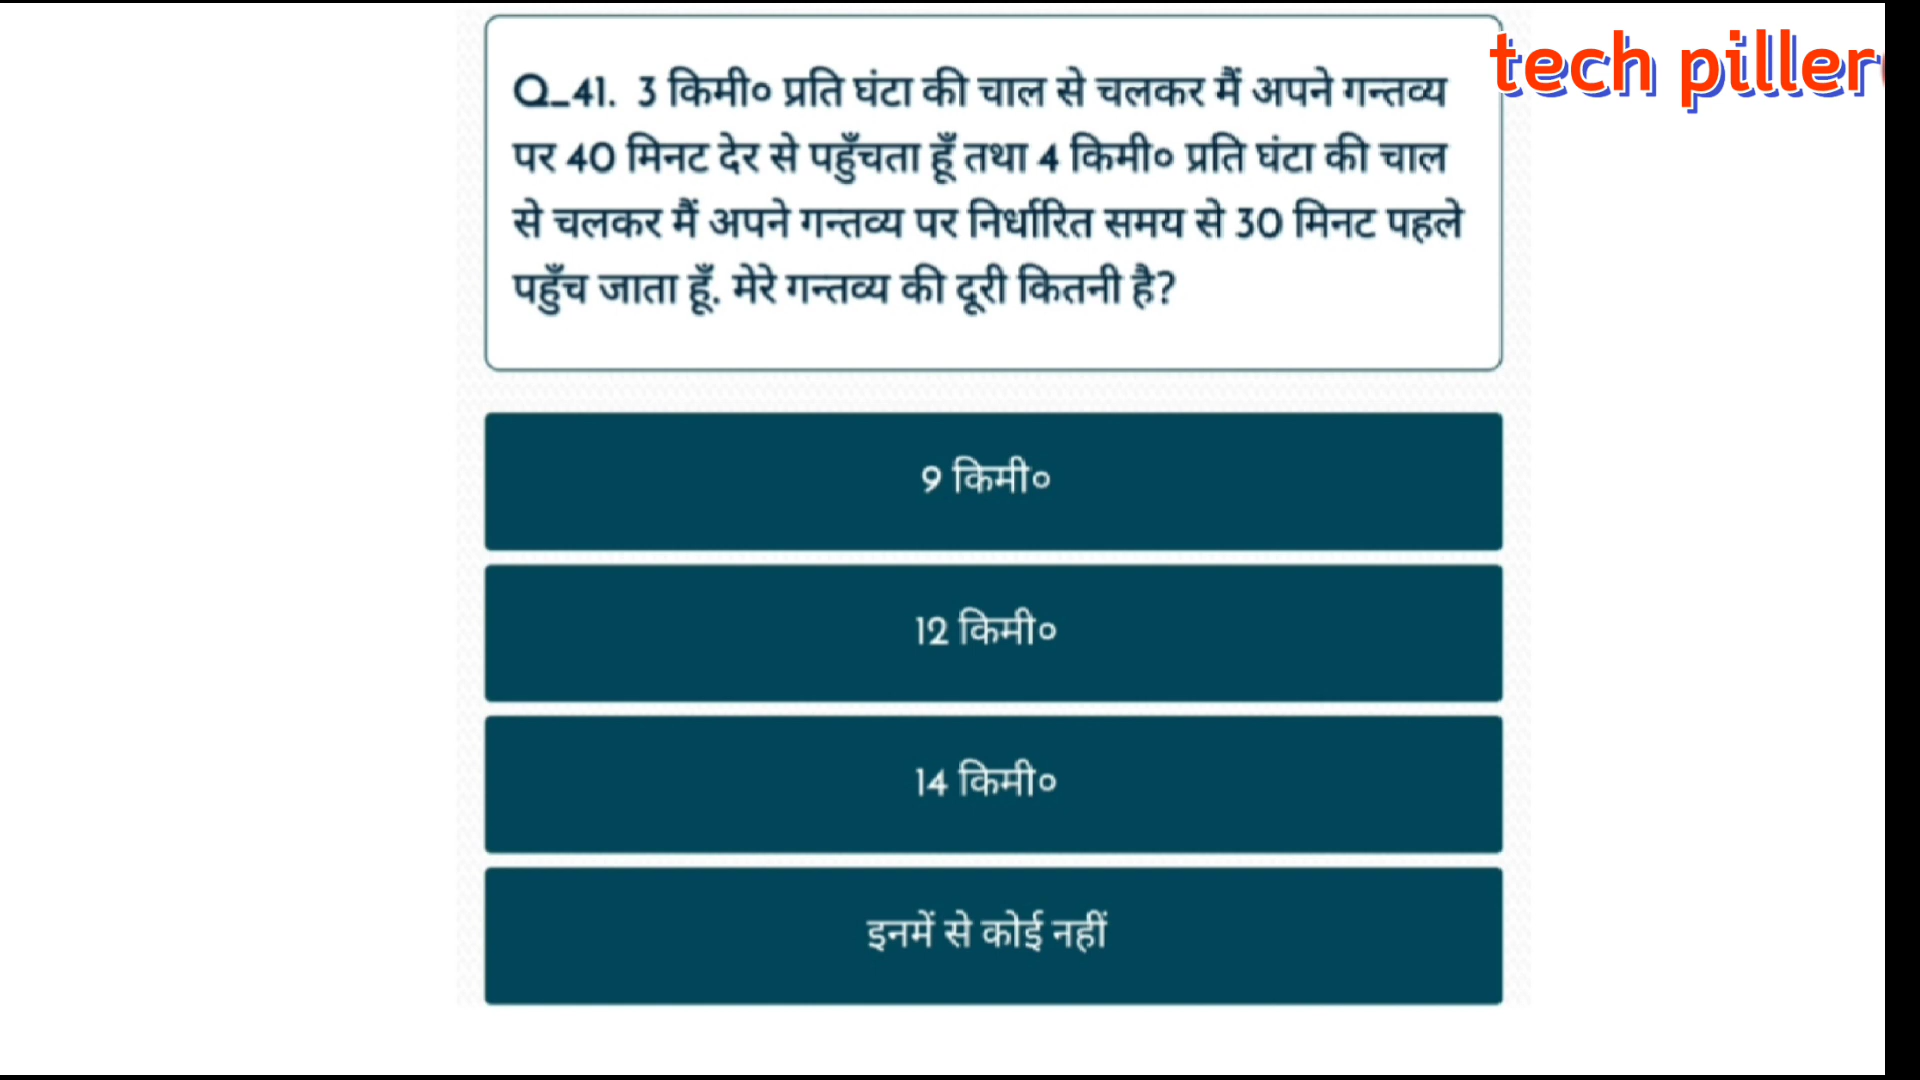 tech piller
Q_41. 3 किमी० प्रति घंटा की चाल से चलकर मैं अपने गन्तव्य
पर 40 मिनट देर से पहुँचता हूँ तथा 4 किमी० प्रति घंटा की चाल
से चलकर मैं अपने गन्तव्य पर निर्धारित समय से 30 मिनट पहले
पहुँच जाता हूँ. मेरे गन्तव्य की दूरी कितनी है?
9 किमी०
12 किमी०
14 किमी०
इनमें से कोई नहीं